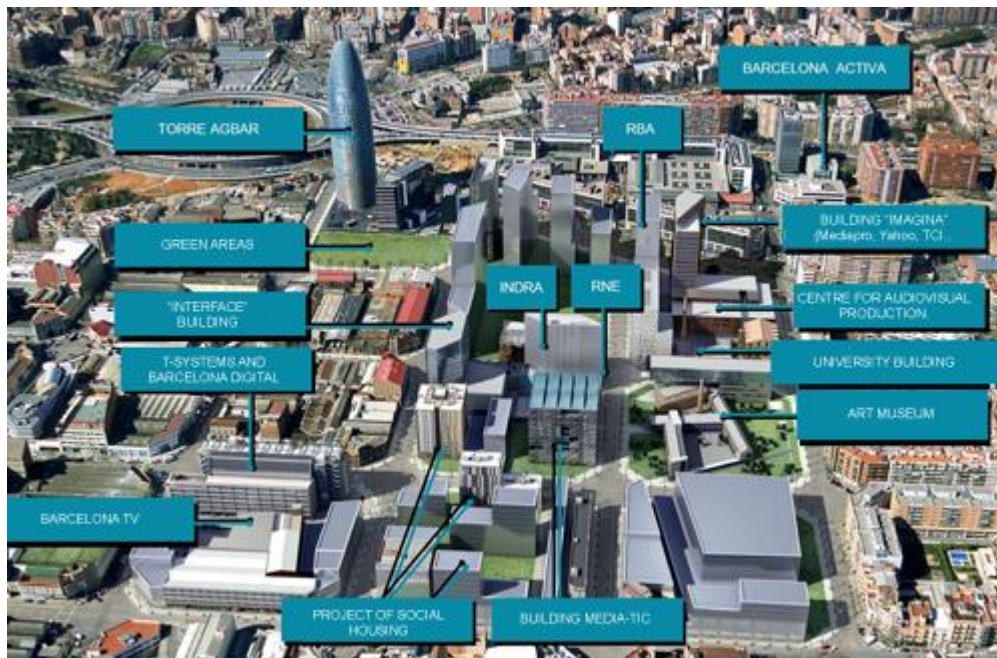 BARCELONA ACTIVA
TORRE AGBAR
RBA
BUILDING "IMAGINA"
(Mediapro, Yahoo, TCI...
GREEN AREAS
INDRA
RNE
"INTERFACE"
BUILDING
CENTRE FOR AUDIOVISUAL
PRODUCTION
T-SYSTEMS AND
BARCELONA DIGITAL
UNIVERSITY BUILDING
ART MUSEUM
BARCELONA TV
PROJECT OF SOCIAL
HOUSING
BUILDING MEDIA-TIC